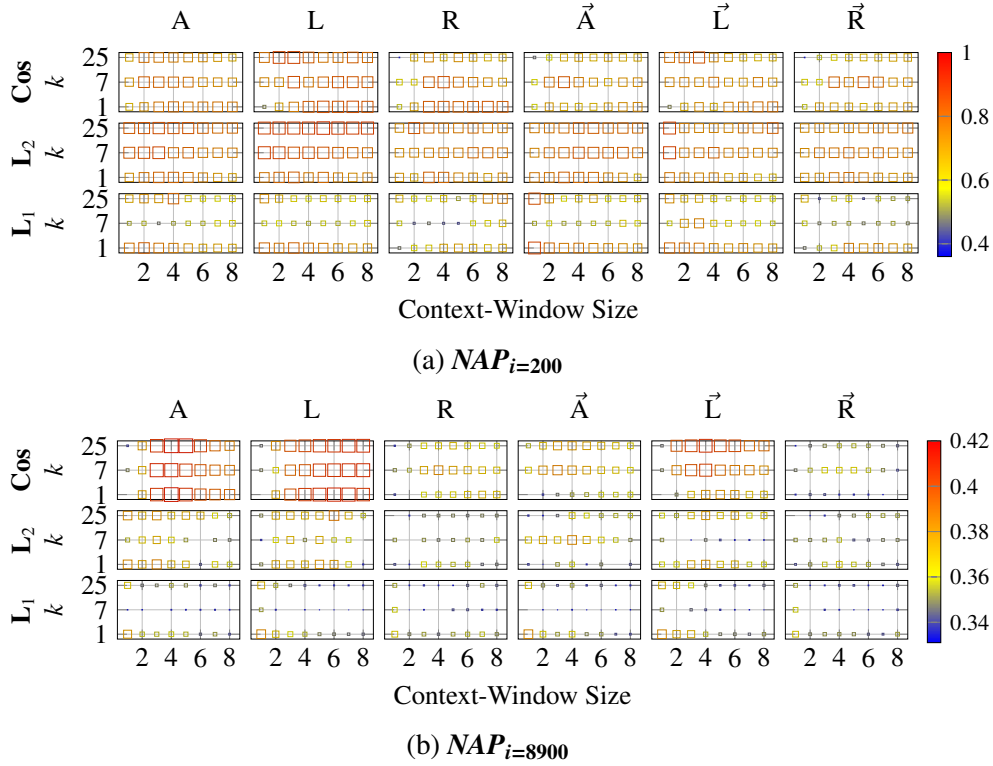 A L R A⃗ L⃗ R⃗
Cos k 25 7 1
L2 k 25 7 1
L1 k 25 7 1
2 4 6 8 2 4 6 8 2 4 6 8 2 4 6 8 2 4 6 8 2 4 6 8
Context-Window Size
1
0.8
0.6
0.4
(a) NAPi=200
A L R A⃗ L⃗ R⃗
Cos k 25 7 1
L2 k 25 7 1
L1 k 25 7 1
2 4 6 8 2 4 6 8 2 4 6 8 2 4 6 8 2 4 6 8 2 4 6 8
Context-Window Size
0.42
0.4
0.38
0.36
0.34
(b) NAPi=8900